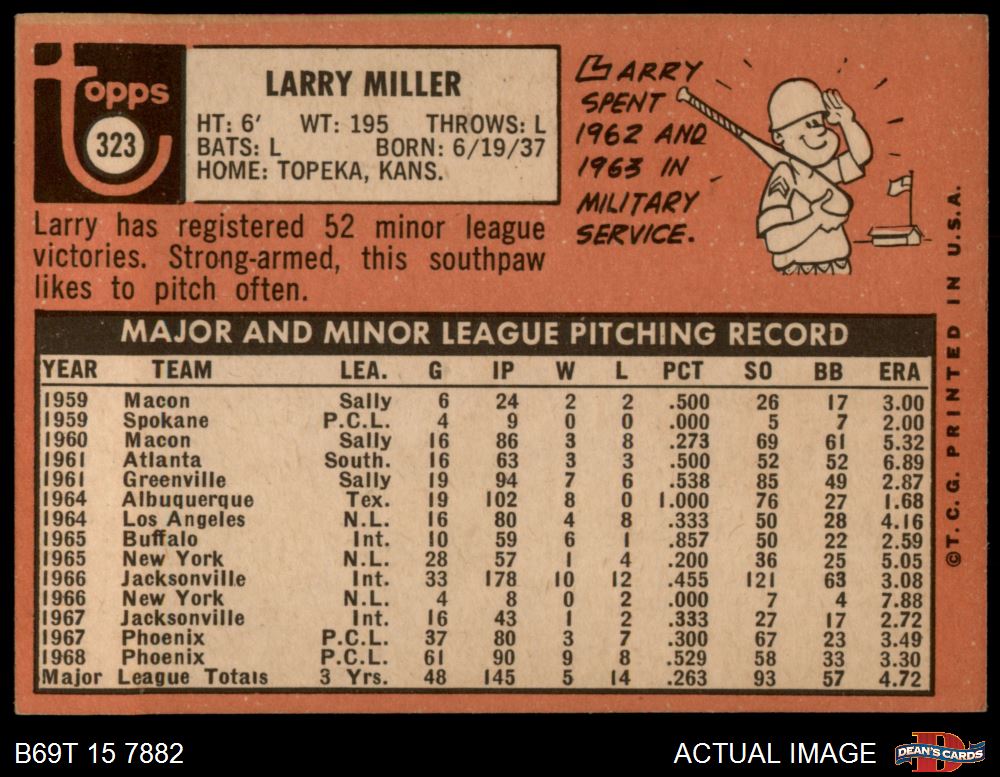 topps
323
LARRY MILLER
HT: 6' WT: 195 THROWS: L
BATS: L BORN: 6/19/37
HOME: TOPEKA, KANS.
LARRY
SPENT
1962 AND
1963 IN
MILITARY
SERVICE.
Larry has registered 52 minor league
victories. Strong-armed, this southpaw
likes to pitch often.
MAJOR AND MINOR LEAGUE PITCHING RECORD
YEAR TEAM LEA. G IP W L PCT SO BB ERA
1959 Macon Sally 6 24 2 2 .500 26 17 3.00
1959 Spokane P.C.L. 4 9 0 0 .000 5 7 2.00
1960 Macon Sally 16 86 3 8 .273 69 61 5.32
1961 Atlanta South. 16 63 3 3 .500 52 52 6.89
1961 Greenville Sally 19 94 7 6 .538 85 49 2.87
1964 Albuquerque Tex. 19 102 8 0 1.000 76 27 1.68
1964 Los Angeles N.L. 16 80 4 8 .333 50 28 4.16
1965 Buffalo Int. 10 59 6 1 .857 50 22 2.59
1965 New York N.L. 28 57 1 4 .200 36 25 5.05
1966 Jacksonville Int. 33 178 10 12 .455 121 63 3.08
1966 New York N.L. 4 8 0 2 .000 7 4 7.88
1967 Jacksonville Int. 16 43 1 2 .333 27 17 2.72
1967 Phoenix P.C.L. 37 80 3 7 .300 67 23 3.49
1968 Phoenix P.C.L. 61 90 9 8 .529 58 33 3.30
Major League Totals 3 Yrs. 48 145 5 14 .263 93 57 4.72
©T.C.G. PRINTED IN U.S.A.
B69T 15 7882 ACTUAL IMAGE
DEAN'S CARDS